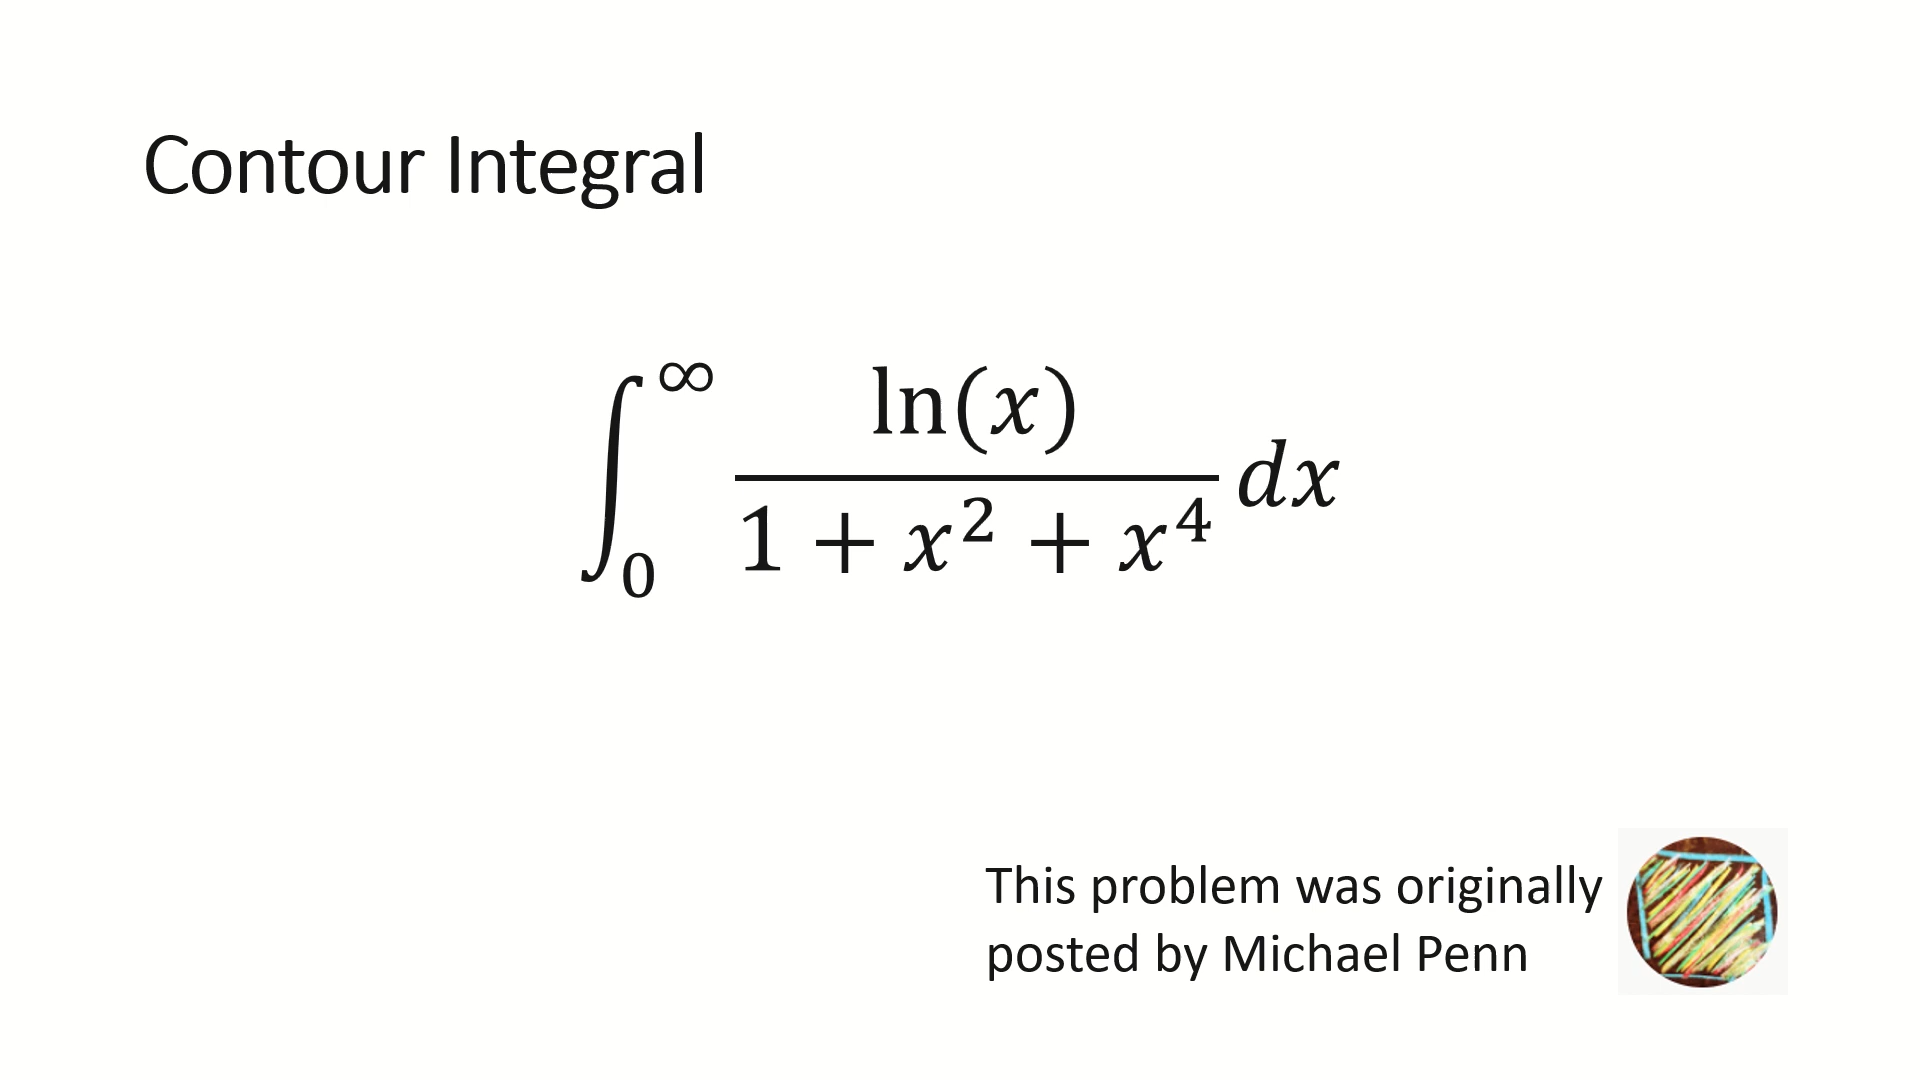 Contour Integral
∫₀^∞ ln(x) / (1 + x² + x⁴) dx
This problem was originally
posted by Michael Penn